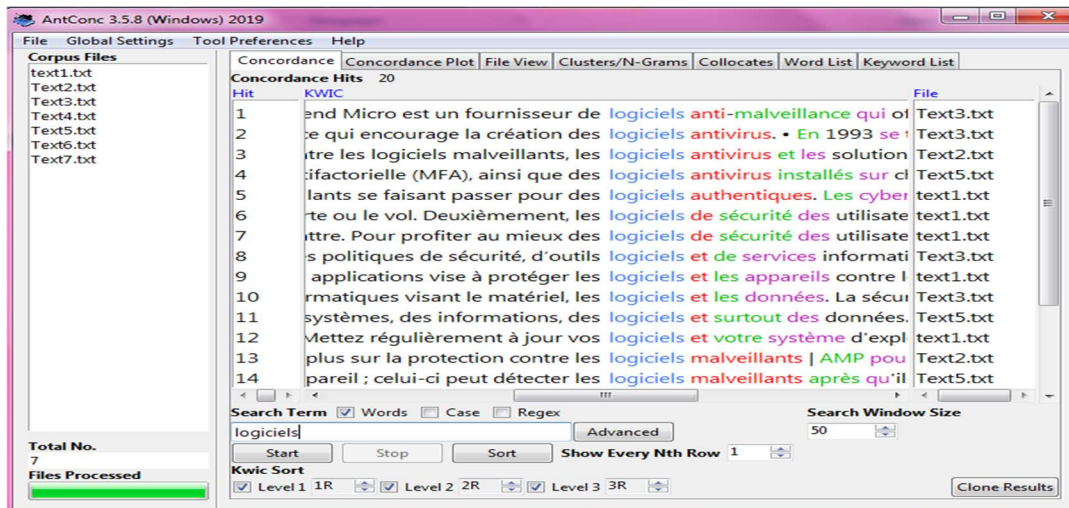 AntConc 3.5.8 (Windows) 2019
File Global Settings Tool Preferences Help
Corpus Files
text1.txt
Text2.txt
Text3.txt
Text4.txt
Text5.txt
Text6.txt
Text7.txt
Total No.
7
Files Processed
Concordance Concordance Plot File View Clusters/N-Grams Collocates Word List Keyword List
Concordance Hits 20
Hit KWIC File
1 end Micro est un fournisseur de logiciels anti-malveillance qui of Text3.txt
2 ce qui encourage la création des logiciels antivirus. • En 1993 se Text3.txt
3 tre les logiciels malveillants, les logiciels antivirus et les solution Text2.txt
4 ifactorielle (MFA), ainsi que des logiciels antivirus installés sur ch Text5.txt
5 lants se faisant passer pour des logiciels authentiques. Les cyber text1.txt
6 rte ou le vol. Deuxièmement, les logiciels de sécurité des utilisate text1.txt
7 ttre. Pour profiter au mieux des logiciels de sécurité des utilisate text1.txt
8 s politiques de sécurité, d'outils logiciels et de services informati Text3.txt
9 applications vise à protéger les logiciels et les appareils contre l text1.txt
10 rmatiques visant le matériel, les logiciels et les données. La sécur Text3.txt
11 systèmes, des informations, des logiciels et surtout des données. Text5.txt
12 Mettez régulièrement à jour vos logiciels et votre système d'expl text1.txt
13 plus sur la protection contre les logiciels malveillants | AMP pou Text2.txt
14 pareil ; celui-ci peut détecter les logiciels malveillants après qu'il Text5.txt
Search Term Words Case Regex Search Window Size
logiciels Advanced 50
Start Stop Sort Show Every Nth Row 1
Kwic Sort
Level 1 1R Level 2 2R Level 3 3R Clone Results